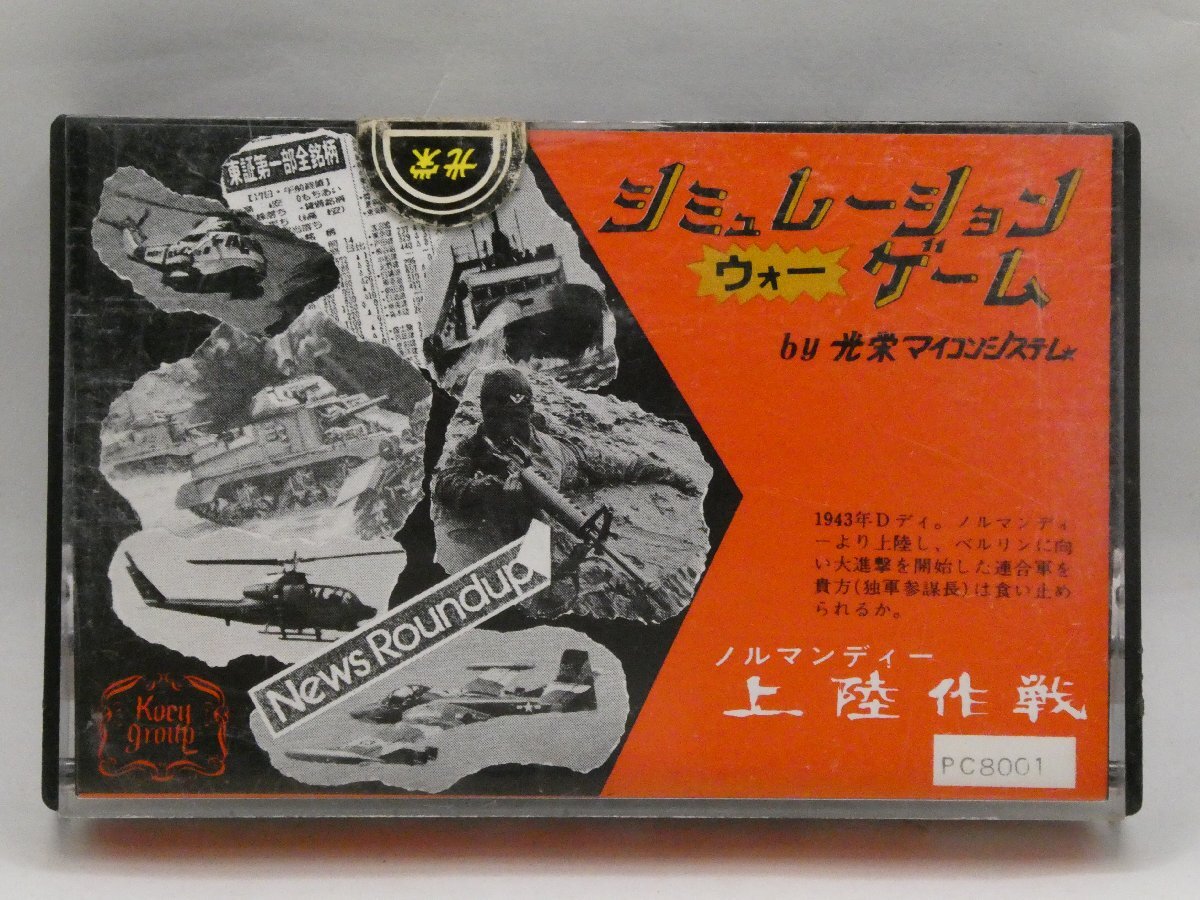 東証第一部全銘柄
光栄
シミュレーション
ウォー
ゲーム
by 光栄マイコンシステム
1943年Dディ。ノルマンディ
ーより上陸し、ベルリンに向
い大進撃を開始した連合軍を
貴方(独軍参謀長)は食い止め
られるか。
ノルマンディー
上陸作戦
PC8001
News Roundup
Koey
group